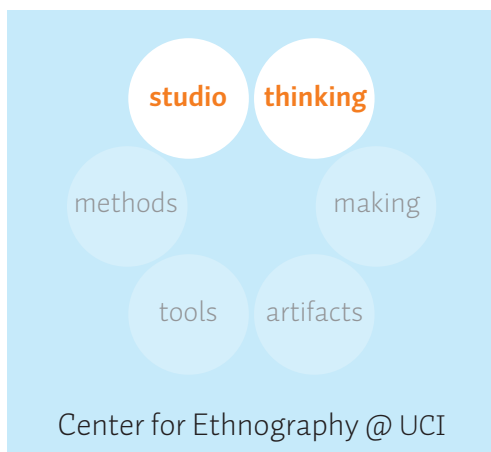 studio thinking
methods making
tools artifacts
Center for Ethnography @ UCI